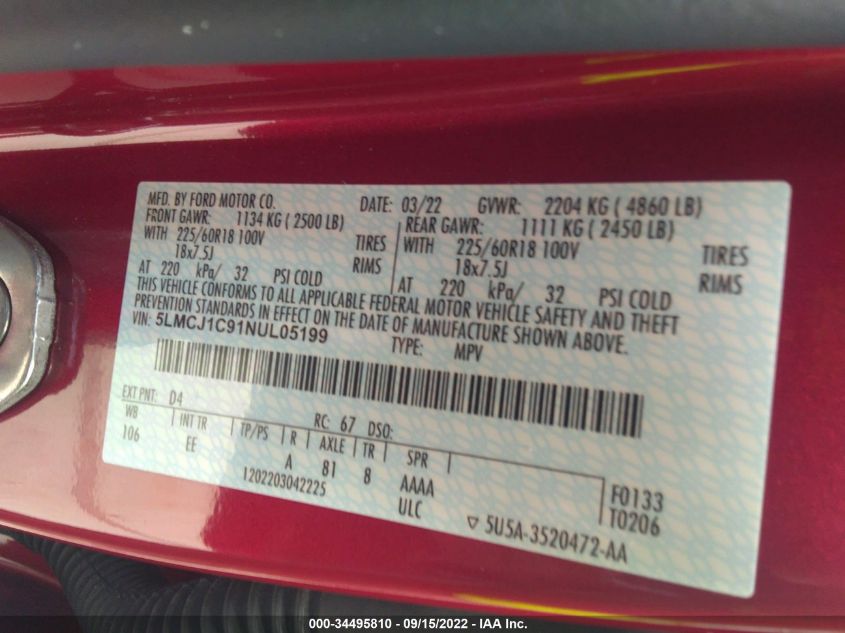 MFD. BY FORD MOTOR CO. DATE: 03/22 GVWR: 2204 KG ( 4860 LB)
FRONT GAWR: 1134 KG ( 2500 LB) REAR GAWR: 1111 KG ( 2450 LB)
WITH 225/60R18 100V TIRES WITH 225/60R18 100V TIRES
18x7.5J RIMS 18x7.5J RIMS
AT 220 kPa/ 32 PSI COLD AT 220 kPa/ 32 PSI COLD
THIS VEHICLE CONFORMS TO ALL APPLICABLE FEDERAL MOTOR VEHICLE SAFETY AND THEFT
PREVENTION STANDARDS IN EFFECT ON THE DATE OF MANUFACTURE SHOWN ABOVE.
VIN: 5LMCJ1C91NUL05199 TYPE: MPV
EXT PNT: D4 RC: 67 DSO:
WB INT TR TP/PS R AXLE TR SPR
106 EE A 81 8 AAAA F0133
1202203042225 ULC T0206
5U5A-3520472-AA
000-34495810 - 09/15/2022 - IAA Inc.